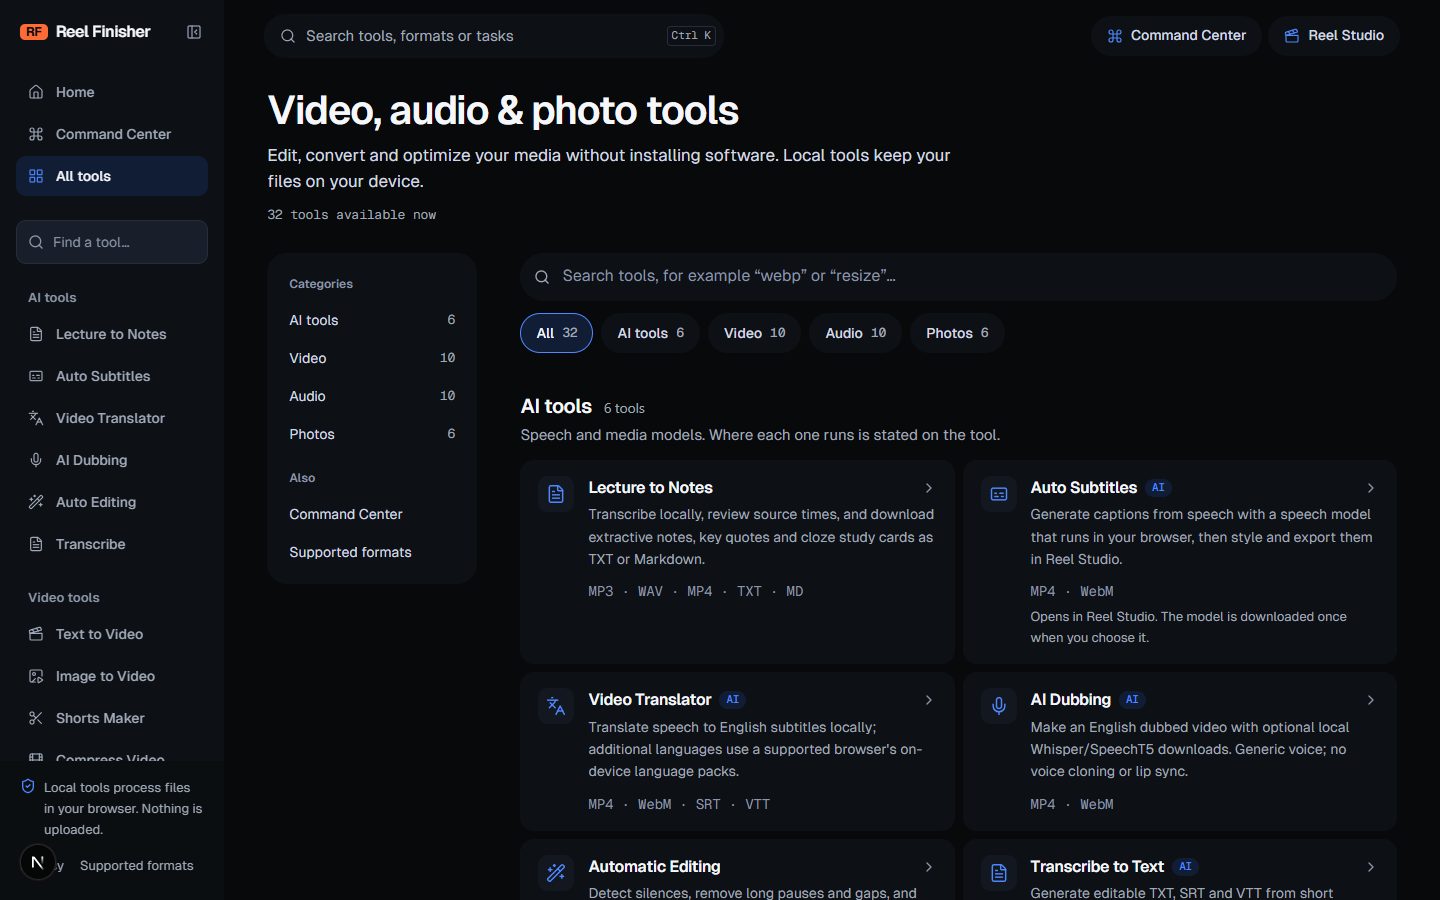 RF Reel Finisher
Home
Command Center
All tools
Find a tool…
AI tools
Lecture to Notes
Auto Subtitles
Video Translator
AI Dubbing
Auto Editing
Transcribe
Video tools
Text to Video
Image to Video
Shorts Maker
Compress Video
Local tools process files
in your browser. Nothing is
uploaded.
Supported formats
Search tools, formats or tasks
Ctrl K
Command Center
Reel Studio
Video, audio & photo tools
Edit, convert and optimize your media without installing software. Local tools keep your
files on your device.
32 tools available now
Categories
AI tools 6
Video 10
Audio 10
Photos 6
Also
Command Center
Supported formats
Search tools, for example “webp” or “resize”…
All 32
AI tools 6
Video 10
Audio 10
Photos 6
AI tools 6 tools
Speech and media models. Where each one runs is stated on the tool.
Lecture to Notes
Transcribe locally, review source times, and download
extractive notes, key quotes and cloze study cards as
TXT or Markdown.
MP3 · WAV · MP4 · TXT · MD
Auto Subtitles AI
Generate captions from speech with a speech model
that runs in your browser, then style and export them
in Reel Studio.
MP4 · WebM
Opens in Reel Studio. The model is downloaded once
when you choose it.
Video Translator AI
Translate speech to English subtitles locally;
additional languages use a supported browser's on-
device language packs.
MP4 · WebM · SRT · VTT
AI Dubbing AI
Make an English dubbed video with optional local
Whisper/SpeechT5 downloads. Generic voice; no
voice cloning or lip sync.
MP4 · WebM
Automatic Editing
Detect silences, remove long pauses and gaps, and
Transcribe to Text AI
Generate editable TXT, SRT and VTT from short